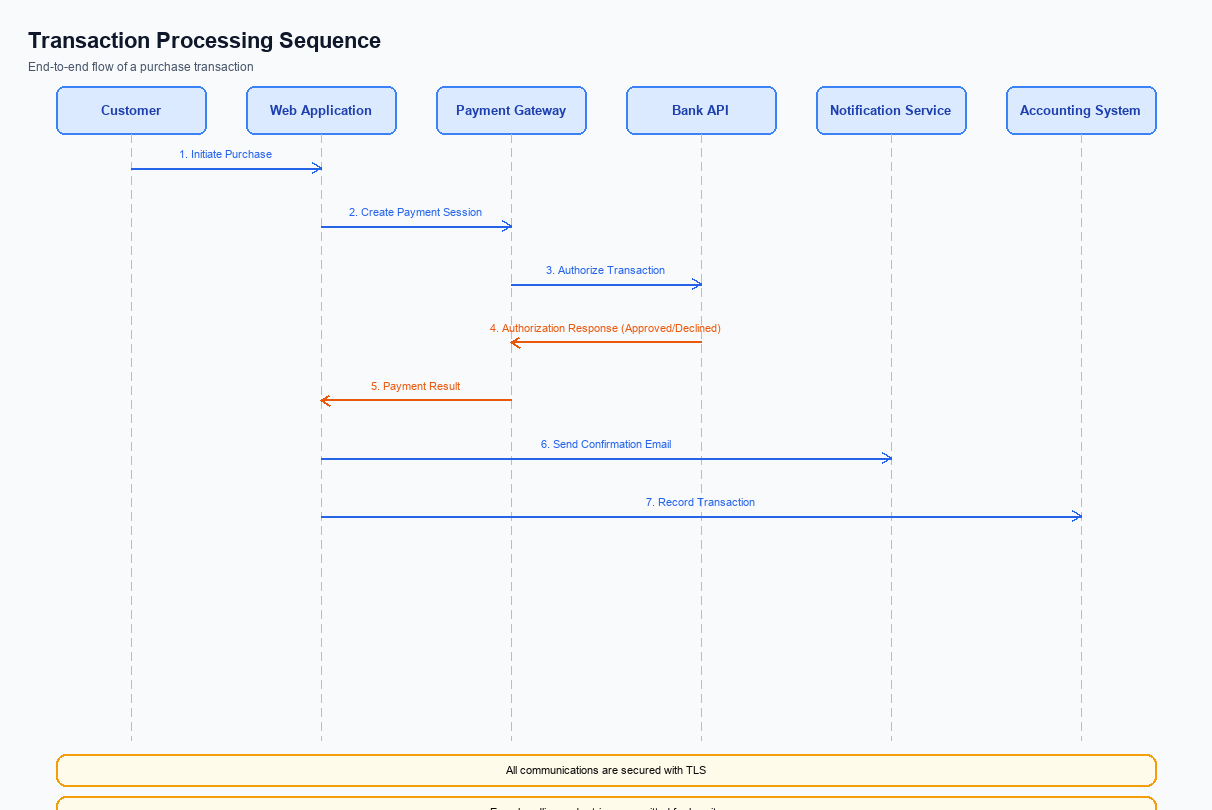 Transaction Processing Sequence
End-to-end flow of a purchase transaction
Customer
Web Application
Payment Gateway
Bank API
Notification Service
Accounting System
1. Initiate Purchase
2. Create Payment Session
3. Authorize Transaction
4. Authorization Response (Approved/Declined)
5. Payment Result
6. Send Confirmation Email
7. Record Transaction
All communications are secured with TLS